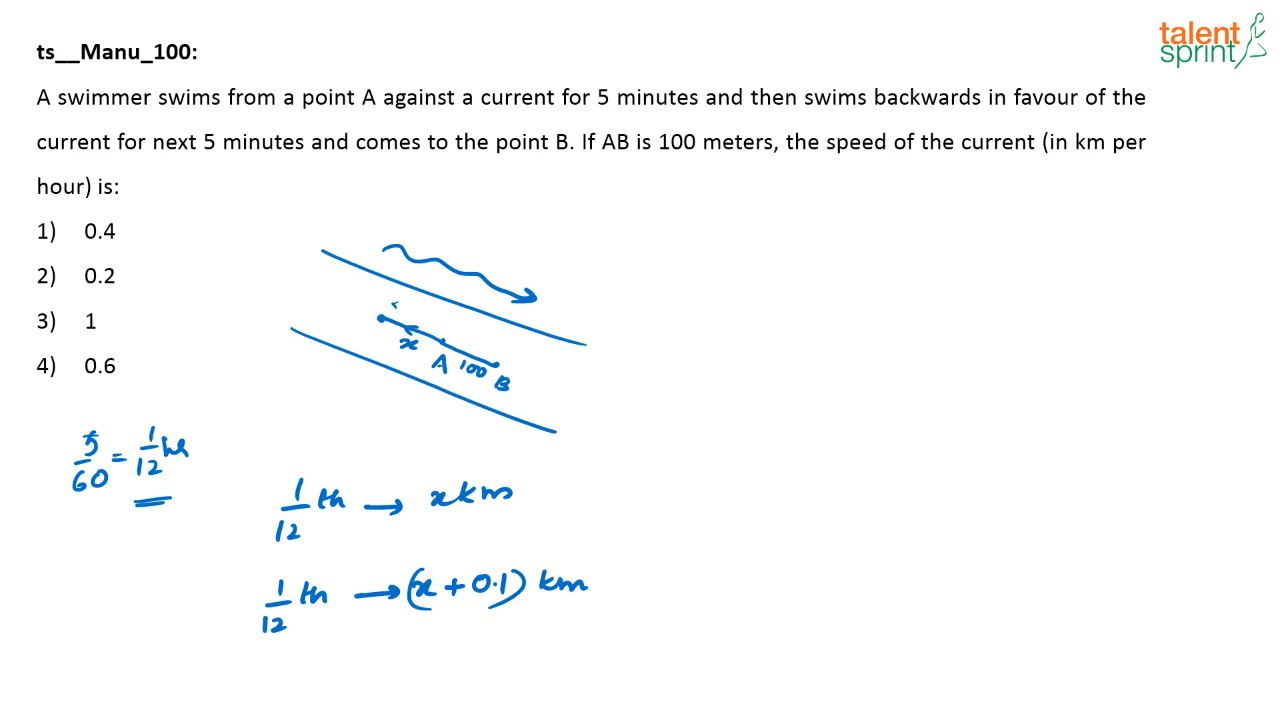 talent
sprint
ts__Manu_100:
A swimmer swims from a point A against a current for 5 minutes and then swims backwards in favour of the
current for next 5 minutes and comes to the point B. If AB is 100 meters, the speed of the current (in km per
hour) is:
1) 0.4
2) 0.2
3) 1
4) 0.6
x A 100 B
5/60 = 1/12 hr
1/12 th → x kms
1/12 th → (x + 0.1) km